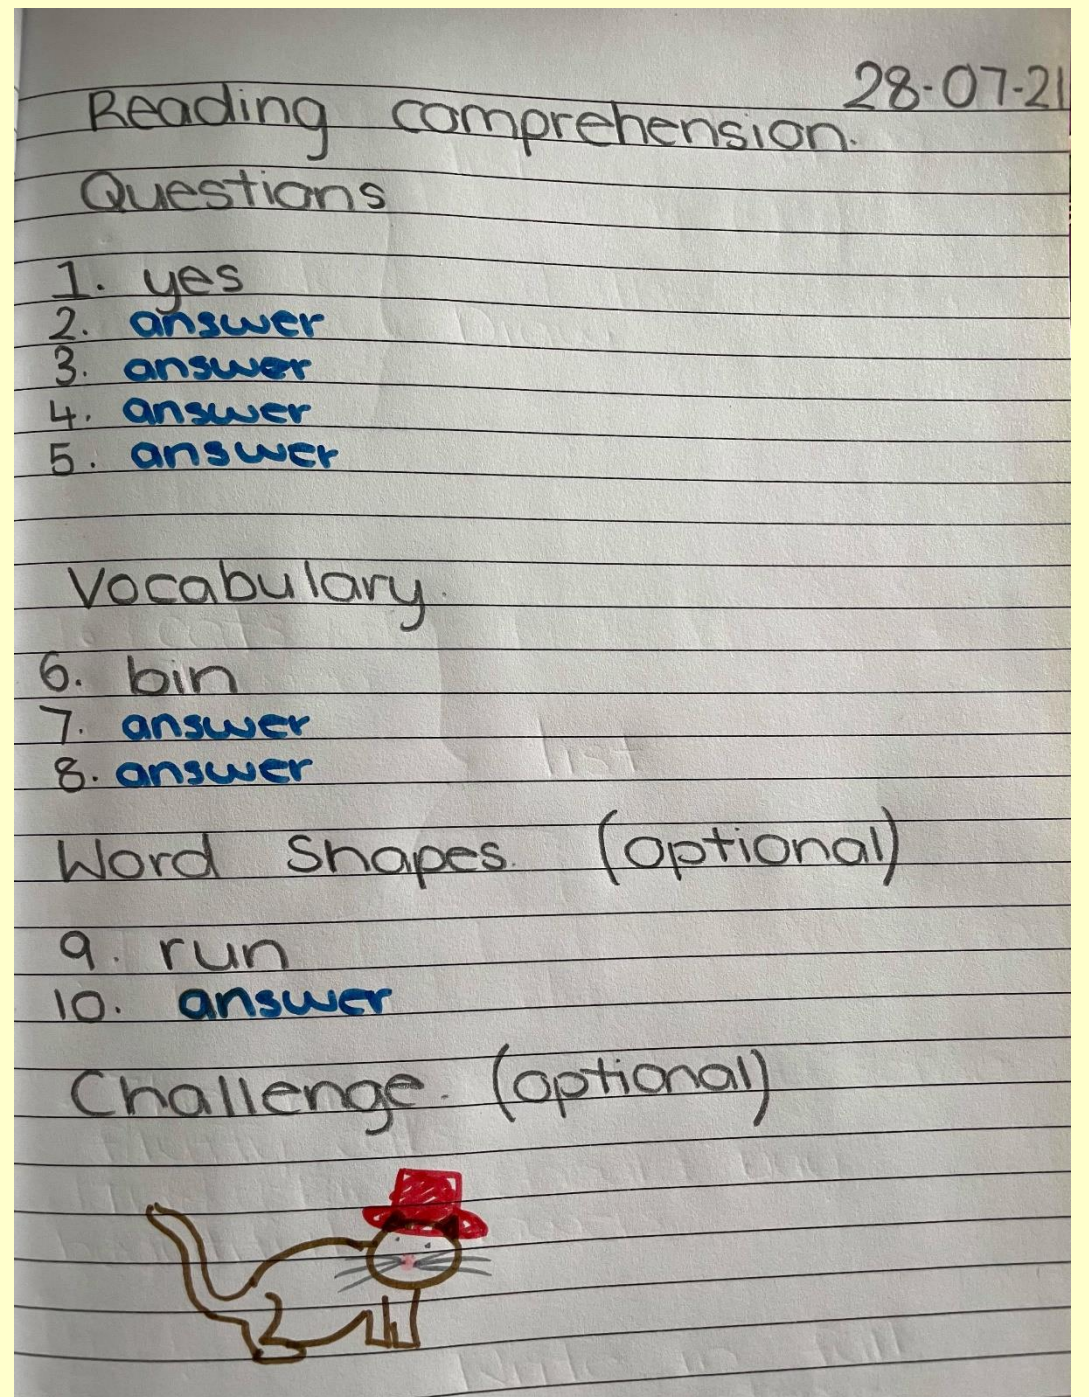 28-07-21
Reading comprehension.
Questions
1. yes
2. answer
3. answer
4. answer
5. answer
Vocabulary.
6. bin
7. answer
8. answer
Word Shapes. (optional)
9. run
10. answer
Challenge. (optional)